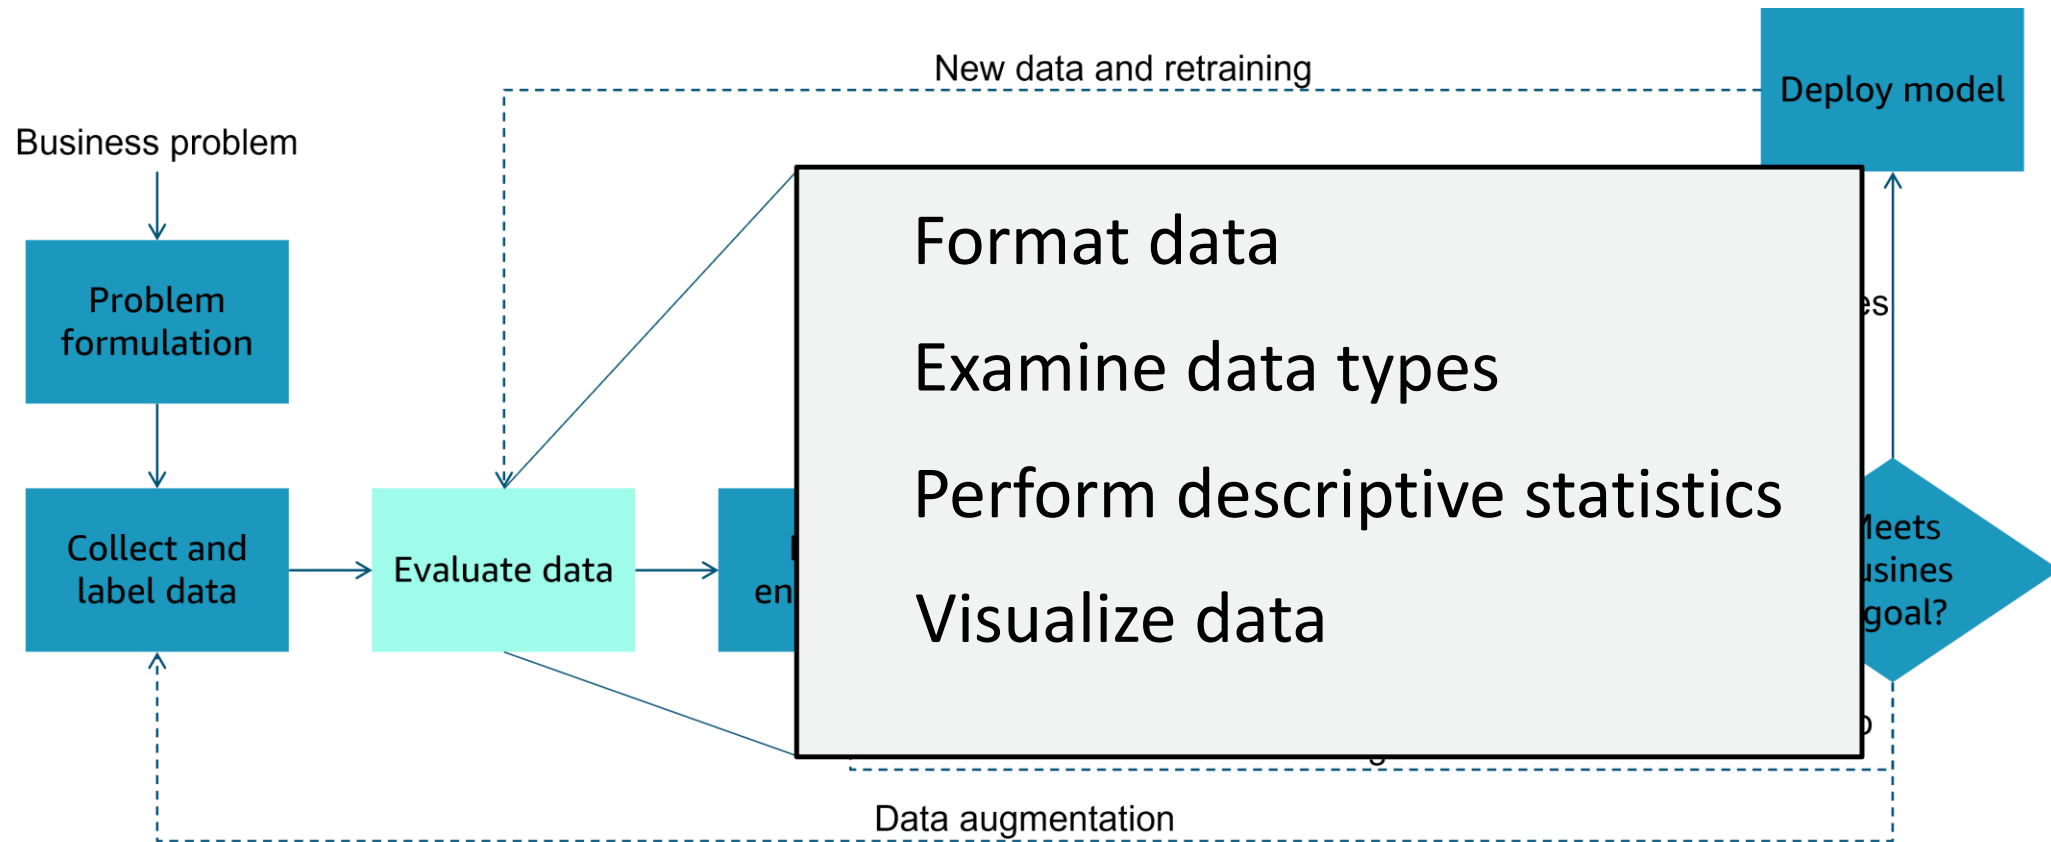 New data and retraining
Deploy model
Business problem
Problem
formulation
Collect and
label data
Evaluate data
Format data
Examine data types
Perform descriptive statistics
Visualize data
goal?
Data augmentation